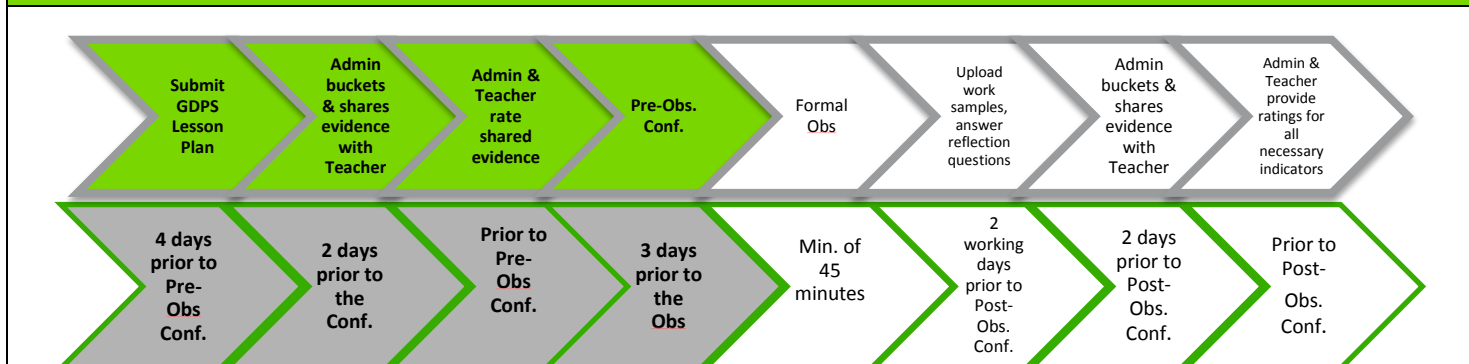 Submit
GDPS
Lesson
Plan
Admin
buckets
& shares
evidence
with
Teacher
Admin &
Teacher
rate
shared
evidence
Pre-Obs.
Conf.
Formal
Obs
Upload
work
samples,
answer
reflection
questions
Admin
buckets &
shares
evidence
with
Teacher
Admin &
Teacher
provide
ratings for
all
necessary
indicators
4 days
prior to
Pre-
Obs
Conf.
2 days
prior to
the
Conf.
Prior to
Pre-
Obs
Conf.
3 days
prior to
the
Obs
Min. of
45
minutes
2
working
days
prior to
Post-
Obs.
Conf.
2 days
prior to
Post-
Obs.
Conf.
Prior to
Post-
Obs.
Conf.